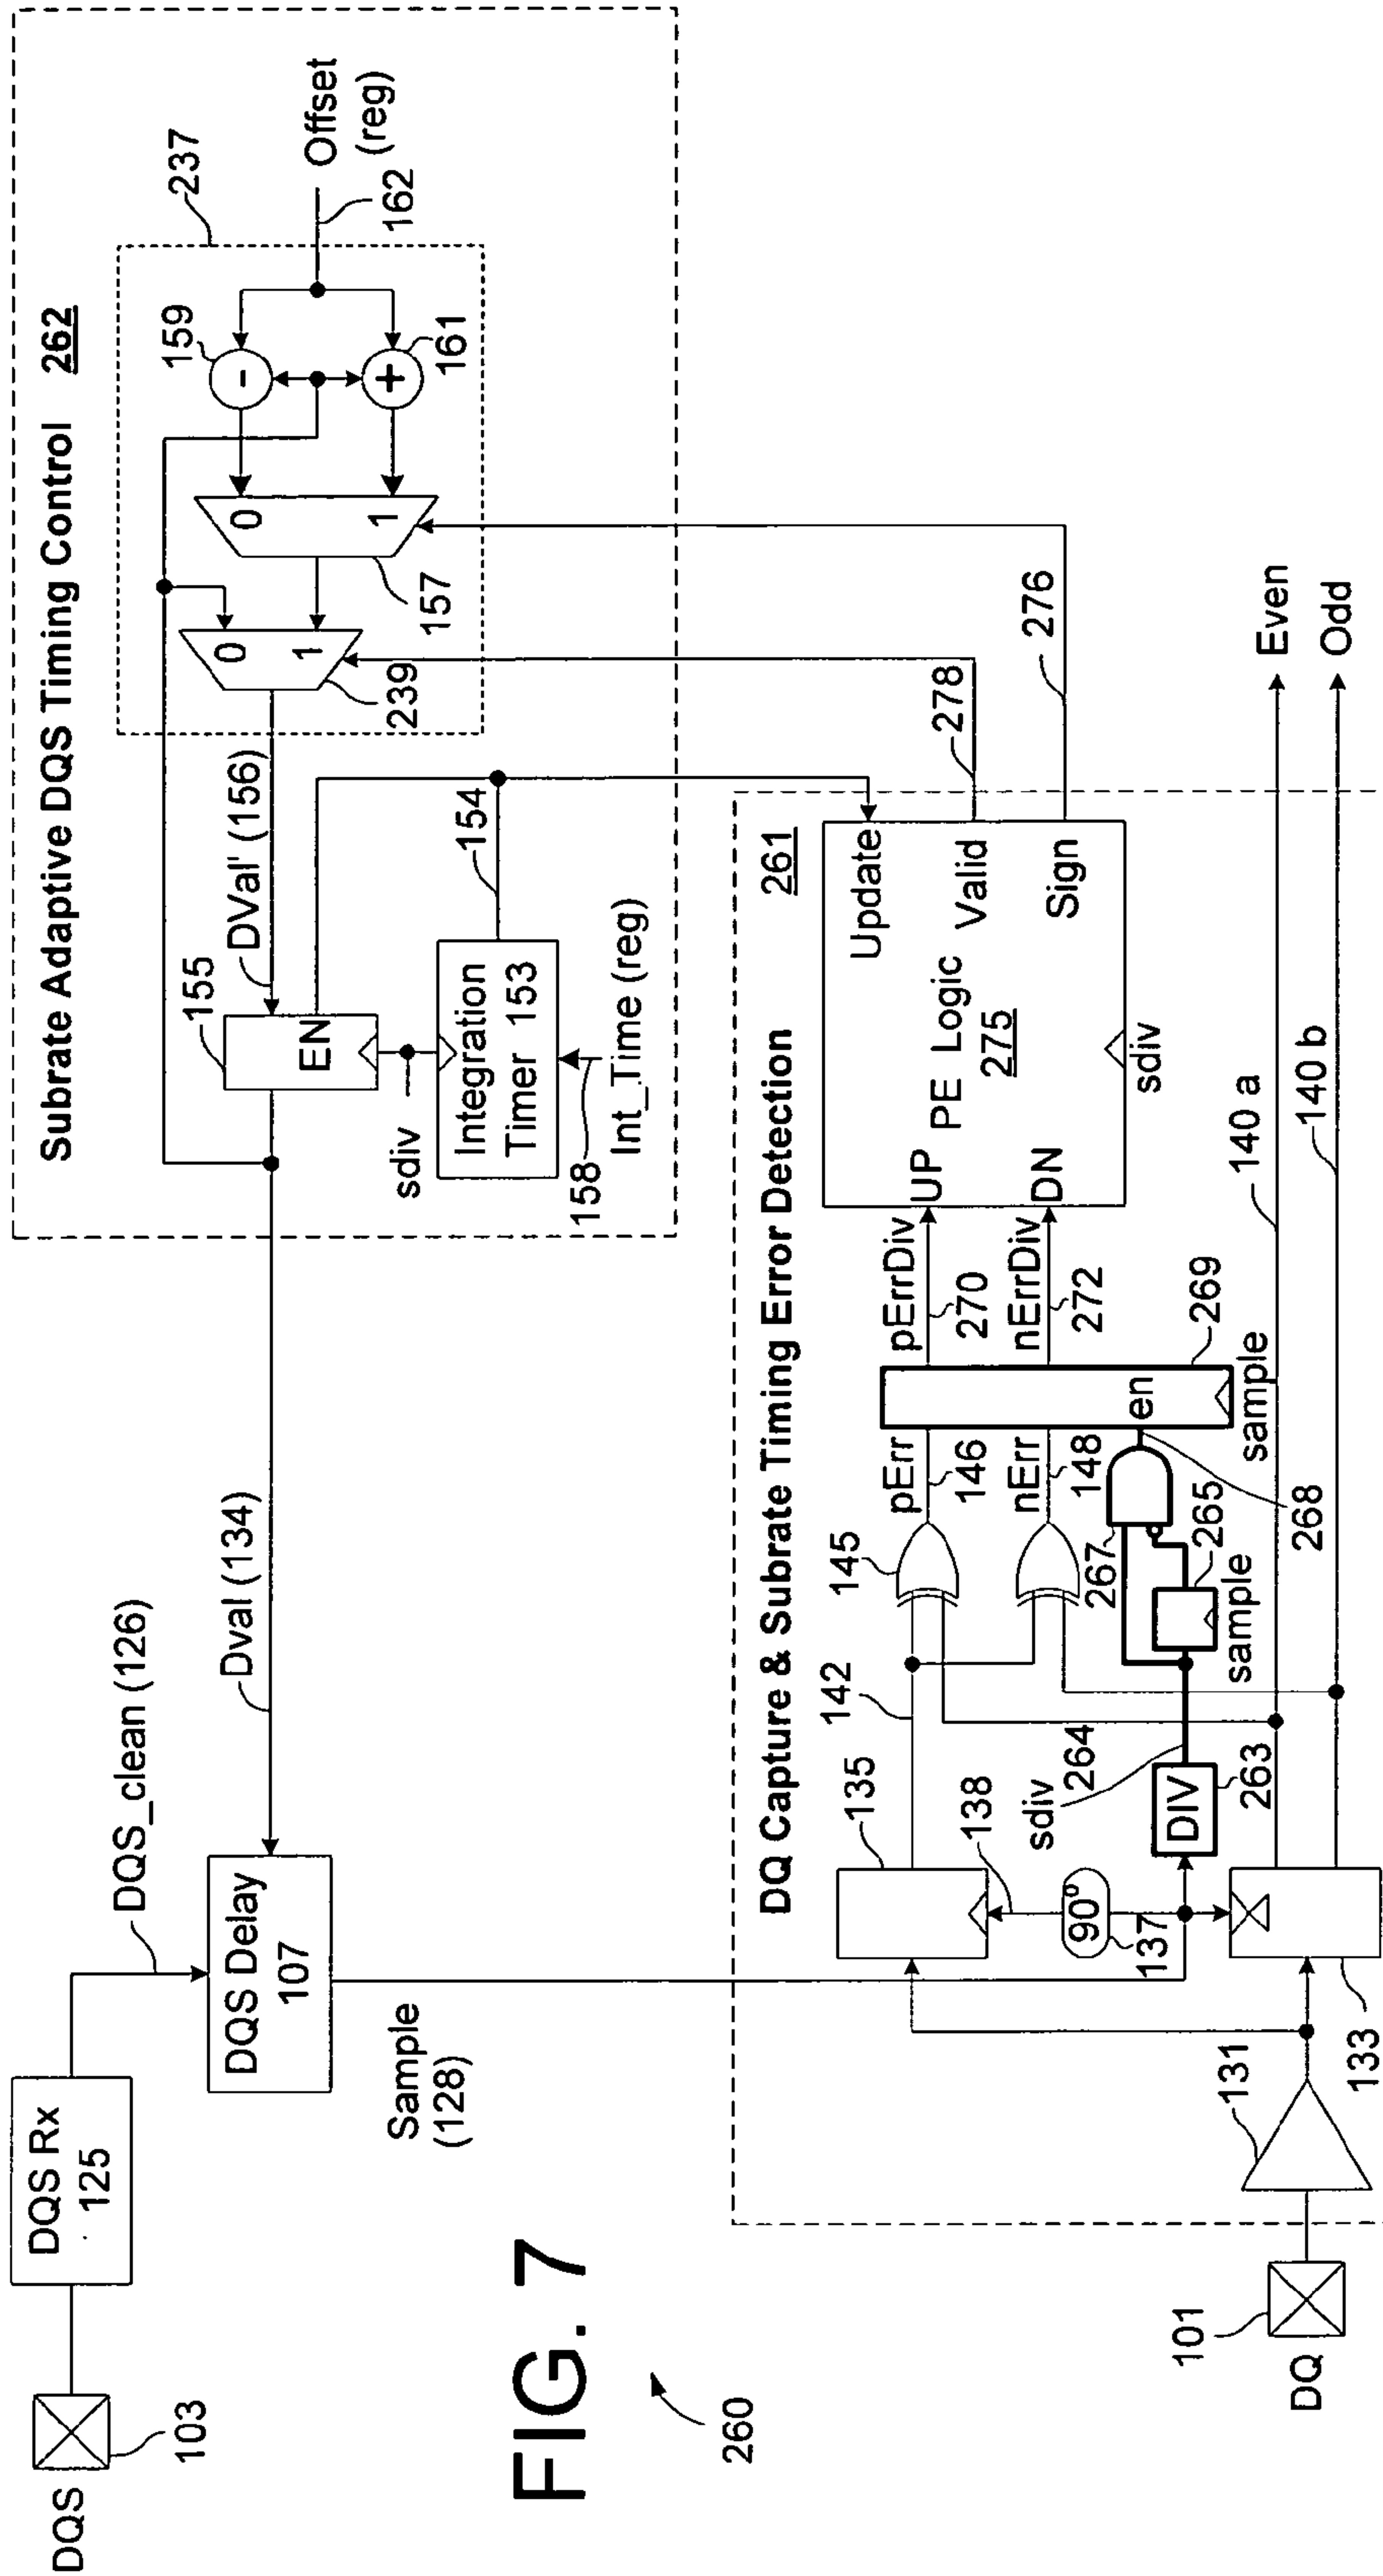 DQS
103
DQS Rx
125
DQS_clean (126)
DQS Delay
107
Sample
(128)
Dval (134)
Subrate Adaptive DQS Timing Control 262
155
EN
DVal' (156)
sdiv
Integration
Timer 153
154
158
Int_Time (reg)
237
239
0
1
157
0
1
159
-
161
+
162
Offset
(reg)
FIG. 7
260
DQ Capture & Subrate Timing Error Detection 261
DQ
101
131
133
135
137
138
90º
142
DIV
263
sdiv
264
145
265
sample
267
268
pErr
146
nErr
148
en
269
sample
pErrDiv
270
nErrDiv
272
UP
DN
PE Logic
275
Update
Valid
Sign
sdiv
278
276
140 a
140 b
Even
Odd